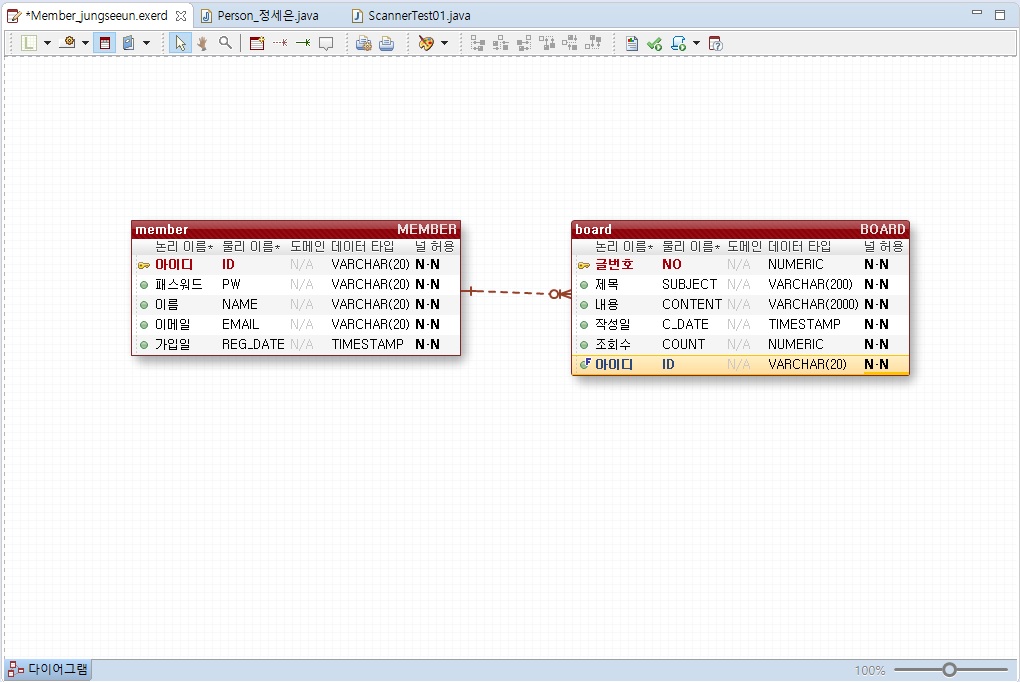 *Member_jungseeun.exerd Person_정세은.java ScannerTest01.java
L
member MEMBER
논리 이름* 물리 이름* 도메인 데이터 타입 널 허용
아이디 ID N/A VARCHAR(20) N·N
패스워드 PW N/A VARCHAR(20) N·N
이름 NAME N/A VARCHAR(20) N·N
이메일 EMAIL N/A VARCHAR(20) N·N
가입일 REG_DATE N/A TIMESTAMP N·N
board BOARD
논리 이름* 물리 이름* 도메인 데이터 타입 널 허용
글번호 NO N/A NUMERIC N·N
제목 SUBJECT N/A VARCHAR(200) N·N
내용 CONTENT N/A VARCHAR(2000) N·N
작성일 C_DATE N/A TIMESTAMP N·N
조회수 COUNT N/A NUMERIC N·N
F 아이디 ID N/A VARCHAR(20) N·N
다이어그램 100%